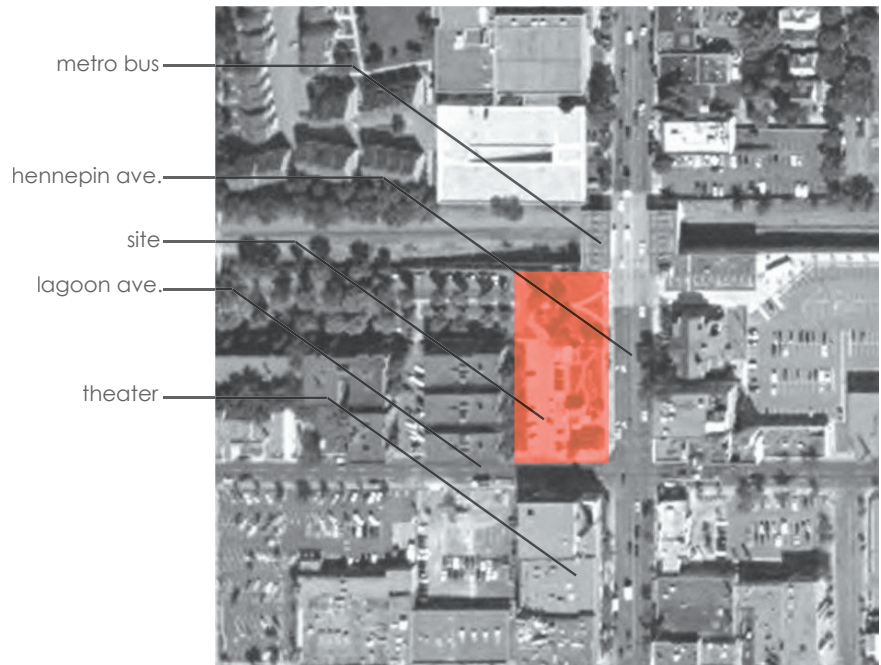 metro bus
hennepin ave.
site
lagoon ave.
theater